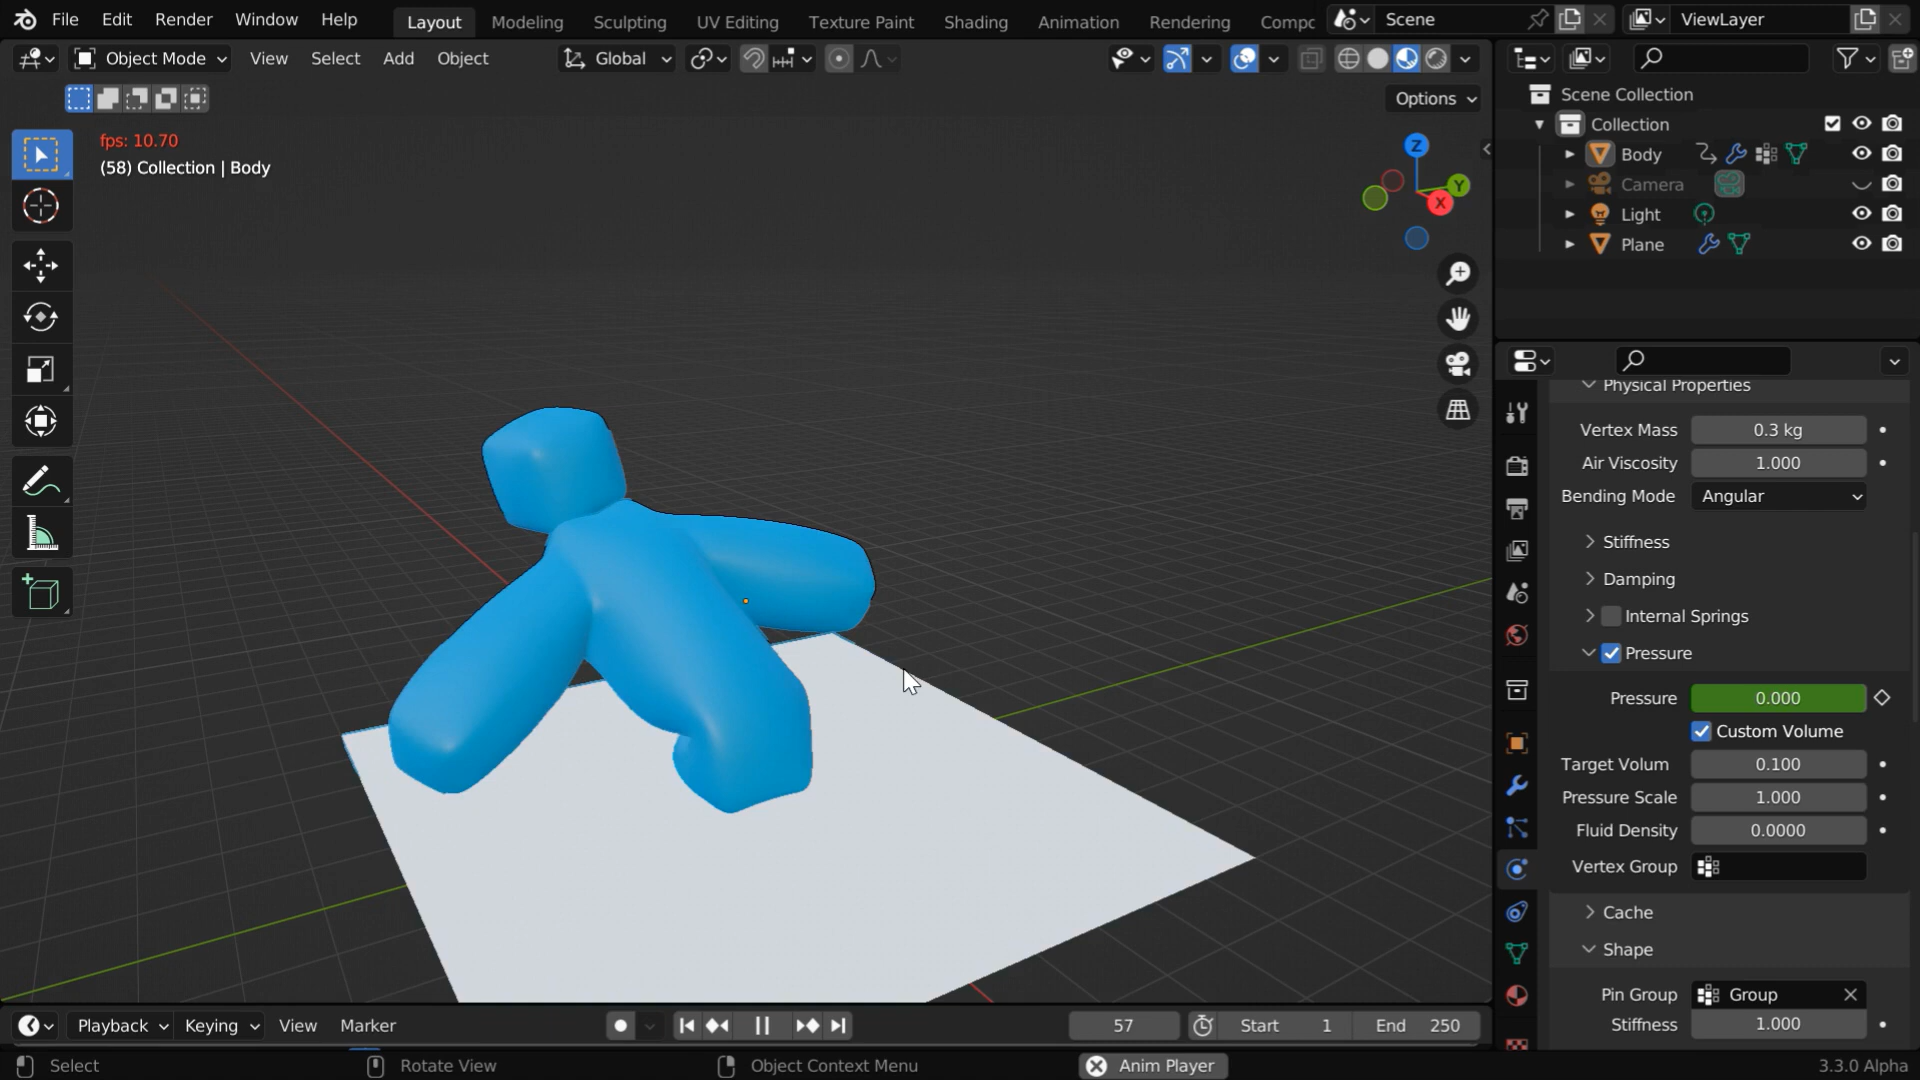 File Edit Render Window Help Layout Modeling Sculpting UV Editing Texture Paint Shading Animation Rendering Compc Scene ViewLayer
Object Mode View Select Add Object Global
Options
fps: 10.70
(58) Collection | Body
Z
Y
X
Scene Collection
Collection
Body
Camera
Light
Plane
Physical Properties
Vertex Mass 0.3 kg
Air Viscosity 1.000
Bending Mode Angular
Stiffness
Damping
Internal Springs
Pressure
Pressure 0.000
Custom Volume
Target Volum 0.100
Pressure Scale 1.000
Fluid Density 0.0000
Vertex Group
Cache
Shape
Pin Group Group
Stiffness 1.000
Playback Keying View Marker 57 Start 1 End 250
Select Rotate View Object Context Menu Anim Player 3.3.0 Alpha